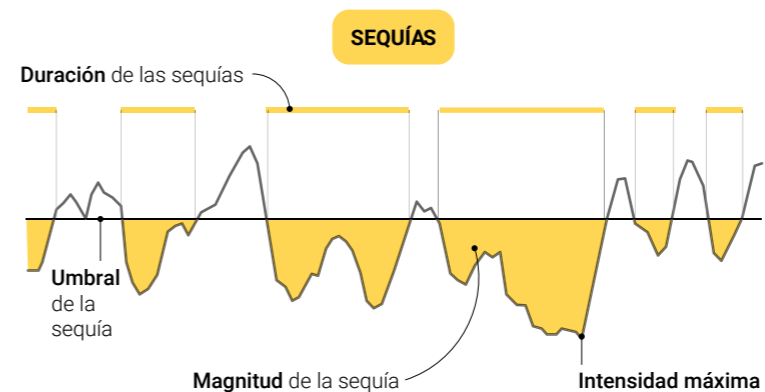 SEQUÍAS
Duración de las sequías
Umbral
de la
sequía
Magnitud de la sequía
Intensidad máxima